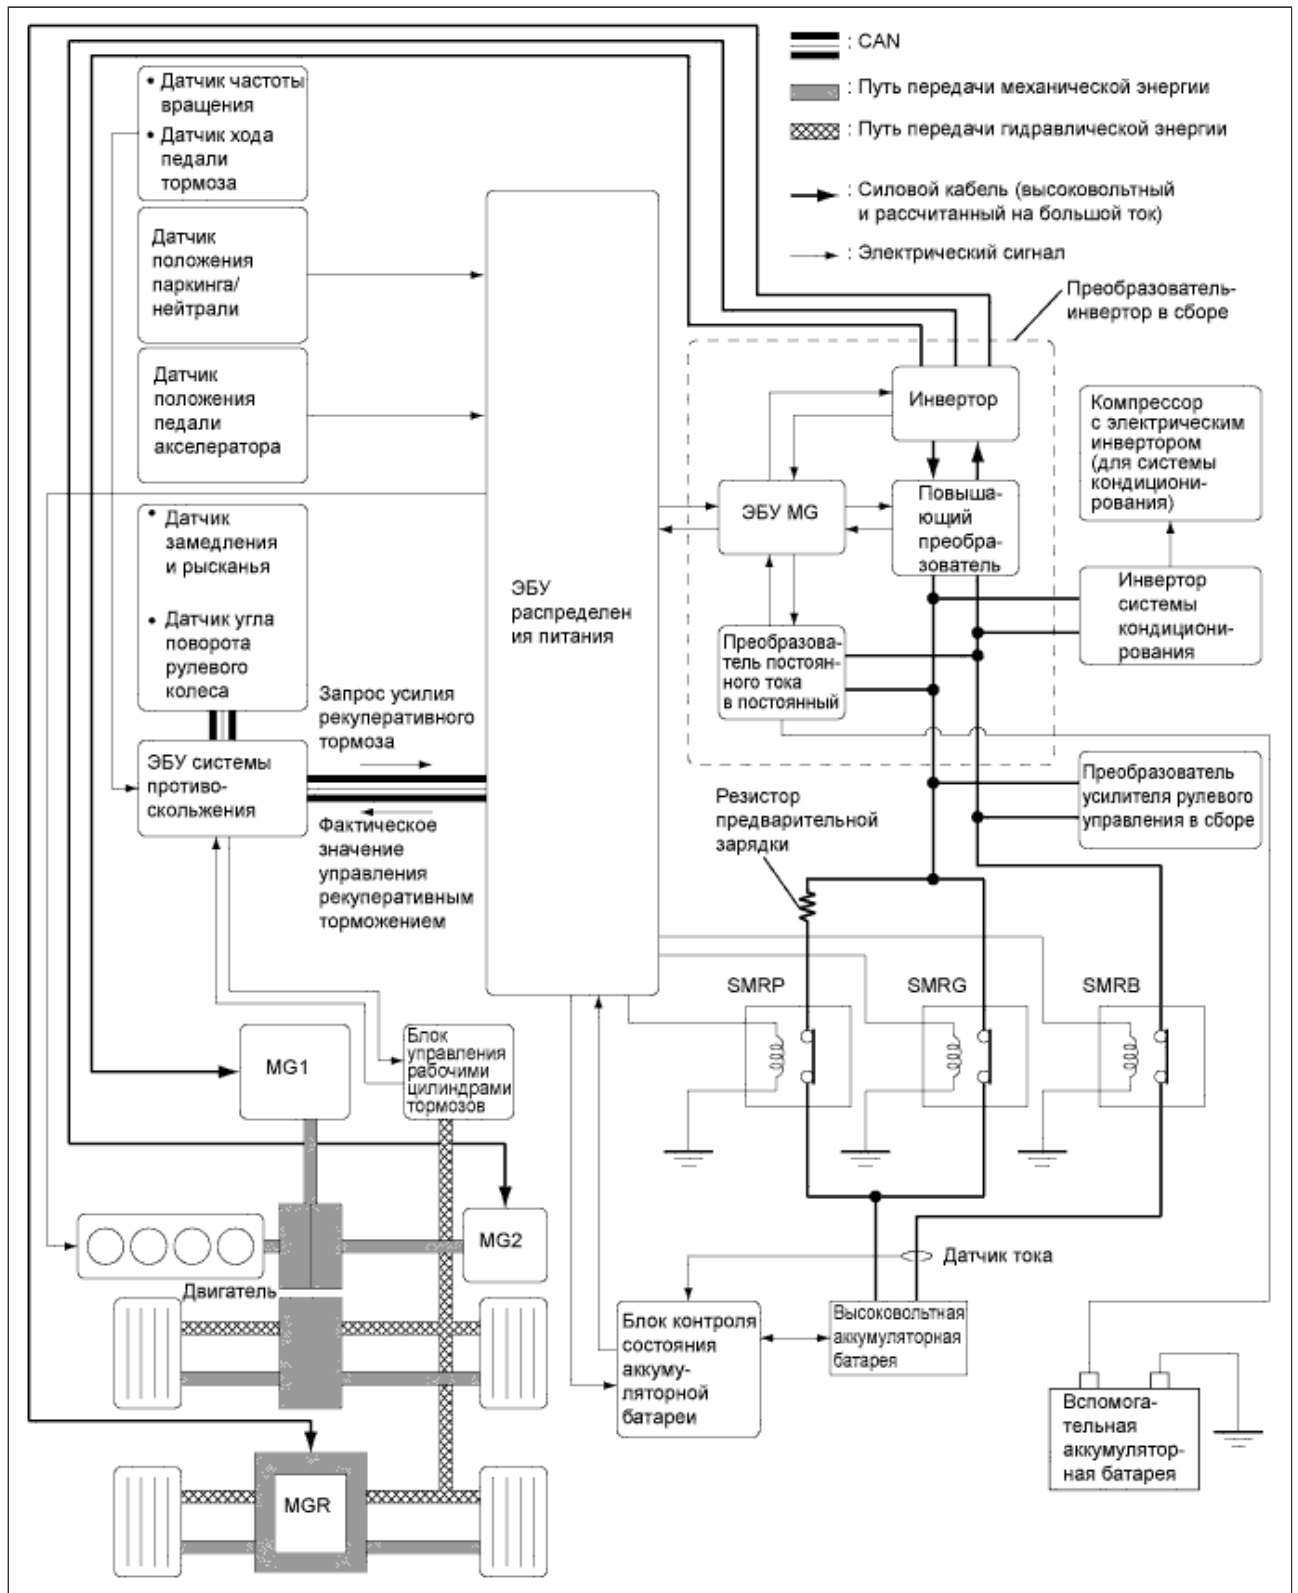 : CAN
: Путь передачи механической энергии
: Путь передачи гидравлической энергии
: Силовой кабель (высоковольтный
и рассчитанный на большой ток)
: Электрический сигнал
• Датчик частоты
вращения
• Датчик хода
педали
тормоза
Датчик
положения
паркинга/
нейтрали
Датчик
положения
педали
акселератора
• Датчик
замедления
и рысканья
• Датчик угла
поворота
рулевого
колеса
ЭБУ системы
противо-
скольжения
Запрос усилия
рекуперативного
тормоза
Фактическое
значение
управления
рекуперативным
торможением
ЭБУ
распределен
ия питания
Преобразователь-
инвертор в сборе
Инвертор
ЭБУ MG
Повыша-
ющий
преобра-
зователь
Преобразова-
тель постоян-
ного тока
в постоянный
Компрессор
с электрическим
инвертором
(для системы
кондициони-
рования)
Инвертор
системы
кондициони-
рования
Преобразователь
усилителя рулевого
управления в сборе
Резистор
предварительной
зарядки
SMRP
SMRG
SMRB
MG1
Блок
управления
рабочими
цилиндрами
тормозов
MG2
Двигатель
MGR
Датчик тока
Блок контроля
состояния
аккуму-
ляторной
батареи
Высоковольтная
аккумуляторная
батарея
Вспомога-
тельная
аккумулятор-
ная батарея